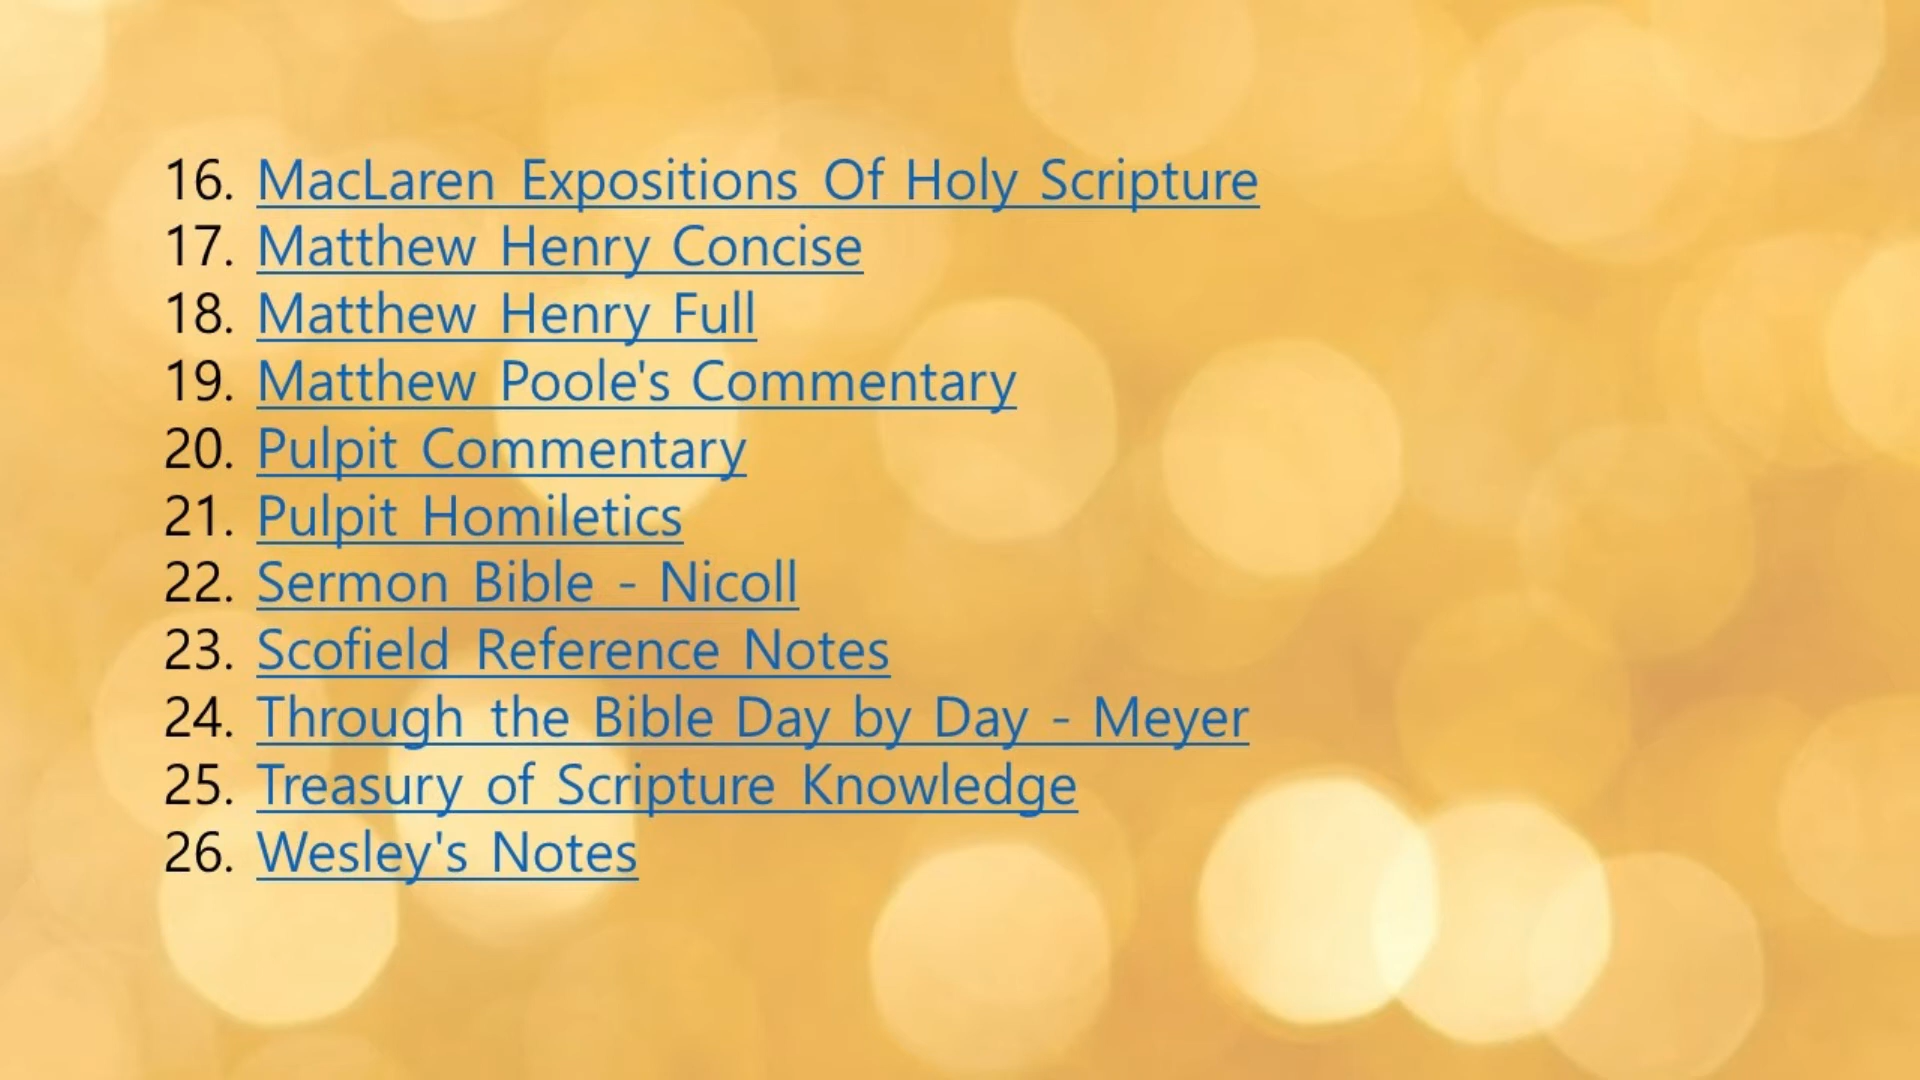 16. MacLaren Expositions Of Holy Scripture
17. Matthew Henry Concise
18. Matthew Henry Full
19. Matthew Poole's Commentary
20. Pulpit Commentary
21. Pulpit Homiletics
22. Sermon Bible - Nicoll
23. Scofield Reference Notes
24. Through the Bible Day by Day - Meyer
25. Treasury of Scripture Knowledge
26. Wesley's Notes